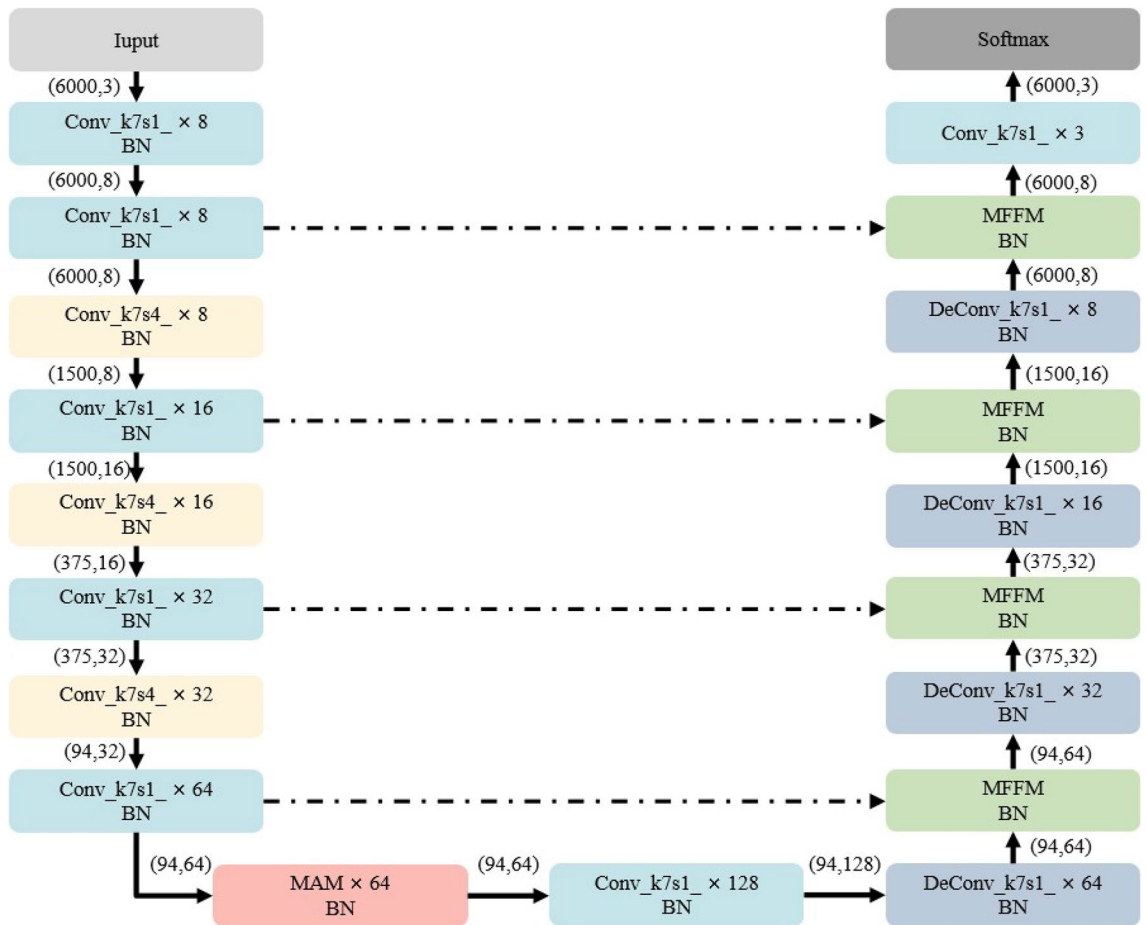 Iuput
(6000,3)
Conv_k7s1_ × 8
BN
(6000,8)
Conv_k7s1_ × 8
BN
(6000,8)
Conv_k7s4_ × 8
BN
(1500,8)
Conv_k7s1_ × 16
BN
(1500,16)
Conv_k7s4_ × 16
BN
(375,16)
Conv_k7s1_ × 32
BN
(375,32)
Conv_k7s4_ × 32
BN
(94,32)
Conv_k7s1_ × 64
BN
(94,64)
MAM × 64
BN
(94,64)
Conv_k7s1_ × 128
BN
(94,128)
DeConv_k7s1_ × 64
BN
(94,64)
MFFM
BN
(94,64)
DeConv_k7s1_ × 32
BN
(375,32)
MFFM
BN
(375,32)
DeConv_k7s1_ × 16
BN
(1500,16)
MFFM
BN
(1500,16)
DeConv_k7s1_ × 8
BN
(6000,8)
MFFM
BN
(6000,8)
Conv_k7s1_ × 3
(6000,3)
Softmax